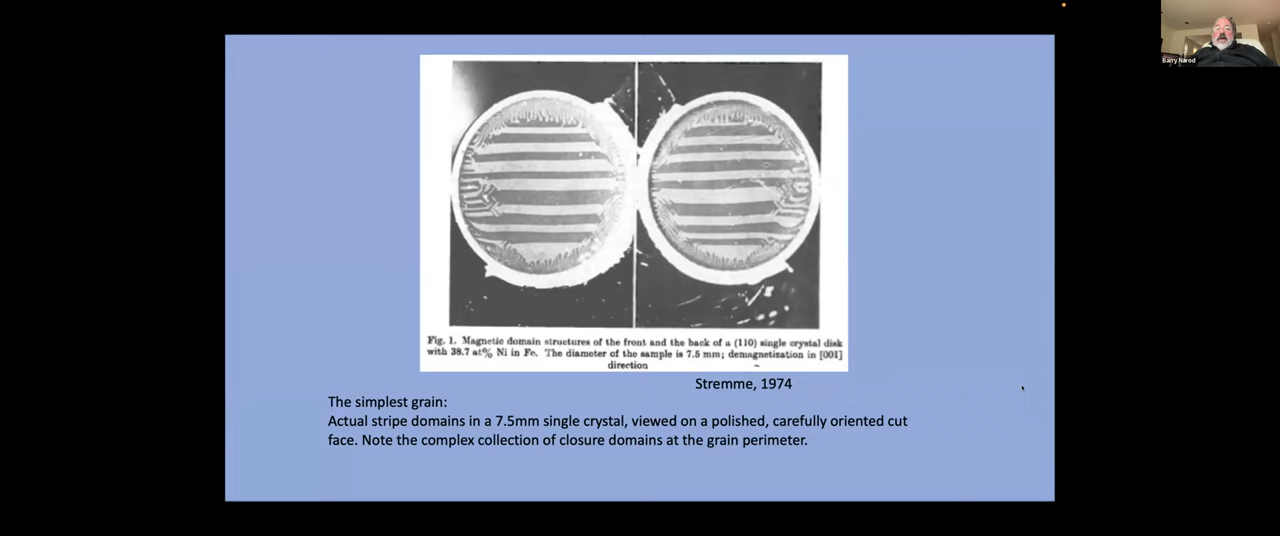 Barry Narod
Fig. 1. Magnetic domain structures of the front and the back of a (110) single crystal disk
with 38.7 at% Ni in Fe. The diameter of the sample is 7.5 mm; demagnetization in [001]
direction
Stremme, 1974
The simplest grain:
Actual stripe domains in a 7.5mm single crystal, viewed on a polished, carefully oriented cut
face. Note the complex collection of closure domains at the grain perimeter.